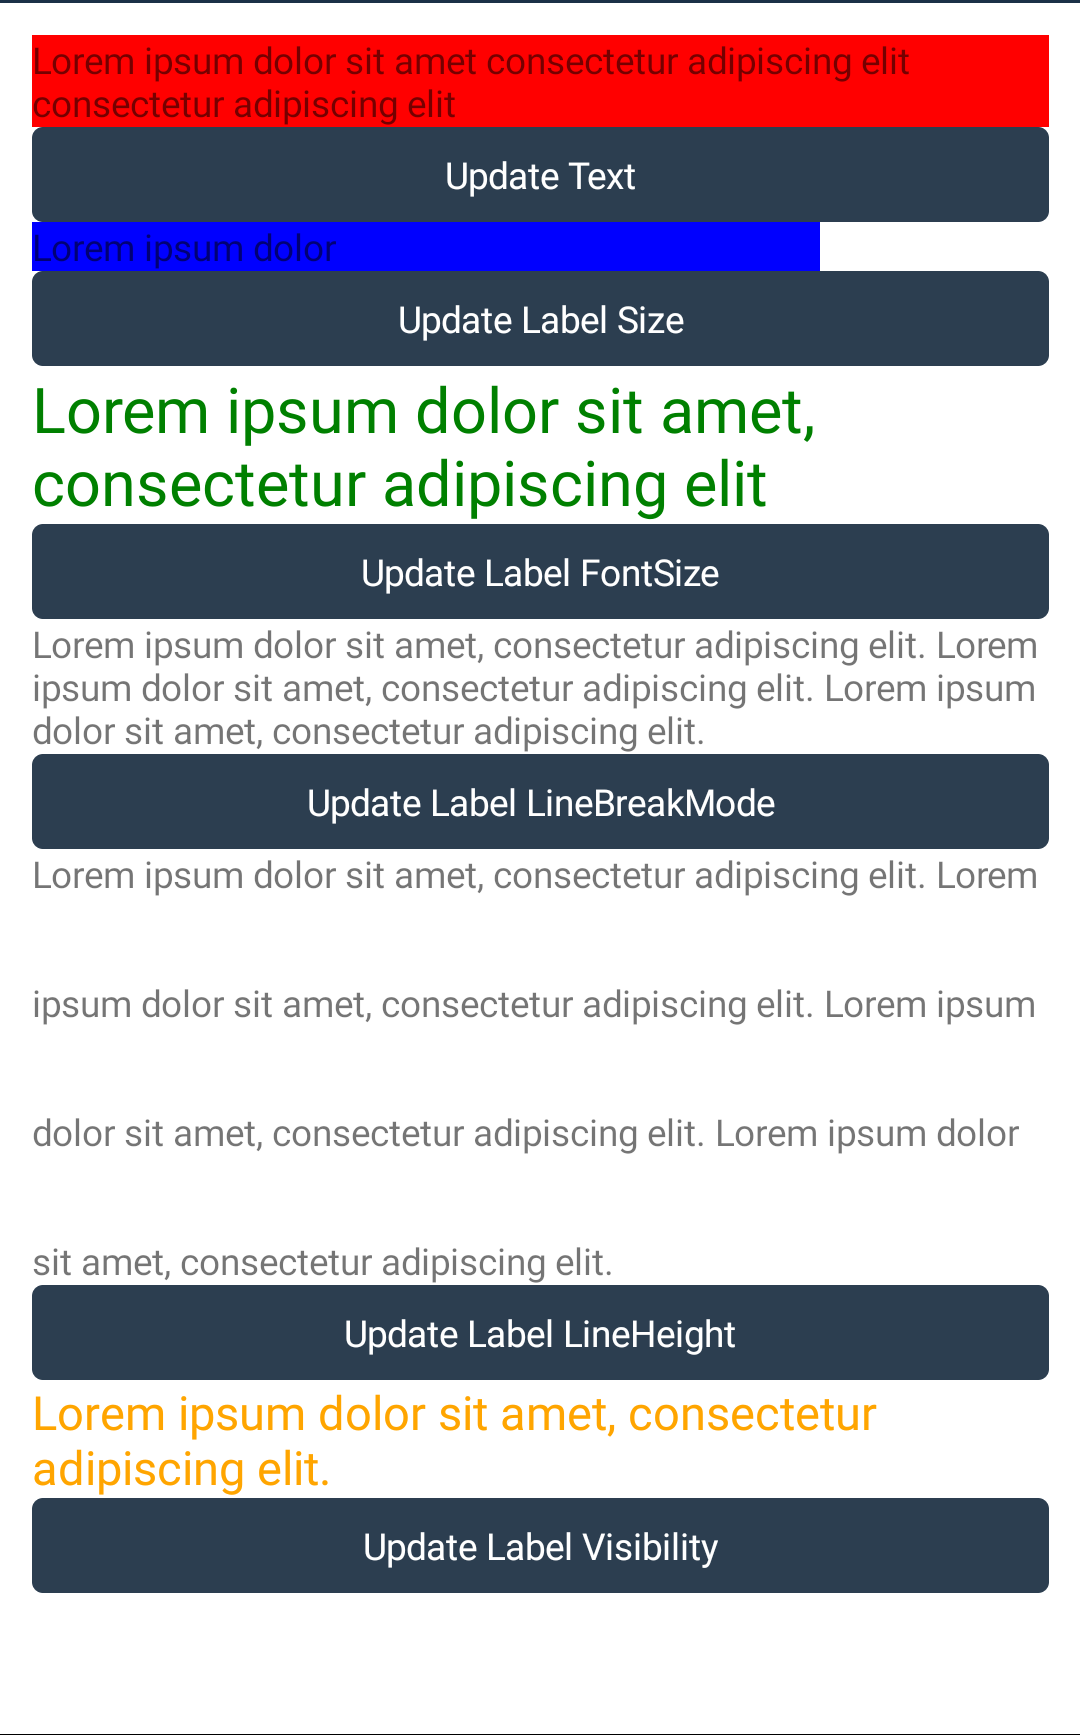 Lorem ipsum dolor sit amet consectetur adipiscing elit
consectetur adipiscing elit
Update Text
Lorem ipsum dolor
Update Label Size
Lorem ipsum dolor sit amet,
consectetur adipiscing elit
Update Label FontSize
Lorem ipsum dolor sit amet, consectetur adipiscing elit. Lorem
ipsum dolor sit amet, consectetur adipiscing elit. Lorem ipsum
dolor sit amet, consectetur adipiscing elit.
Update Label LineBreakMode
Lorem ipsum dolor sit amet, consectetur adipiscing elit. Lorem
ipsum dolor sit amet, consectetur adipiscing elit. Lorem ipsum
dolor sit amet, consectetur adipiscing elit. Lorem ipsum dolor
sit amet, consectetur adipiscing elit.
Update Label LineHeight
Lorem ipsum dolor sit amet, consectetur
adipiscing elit.
Update Label Visibility